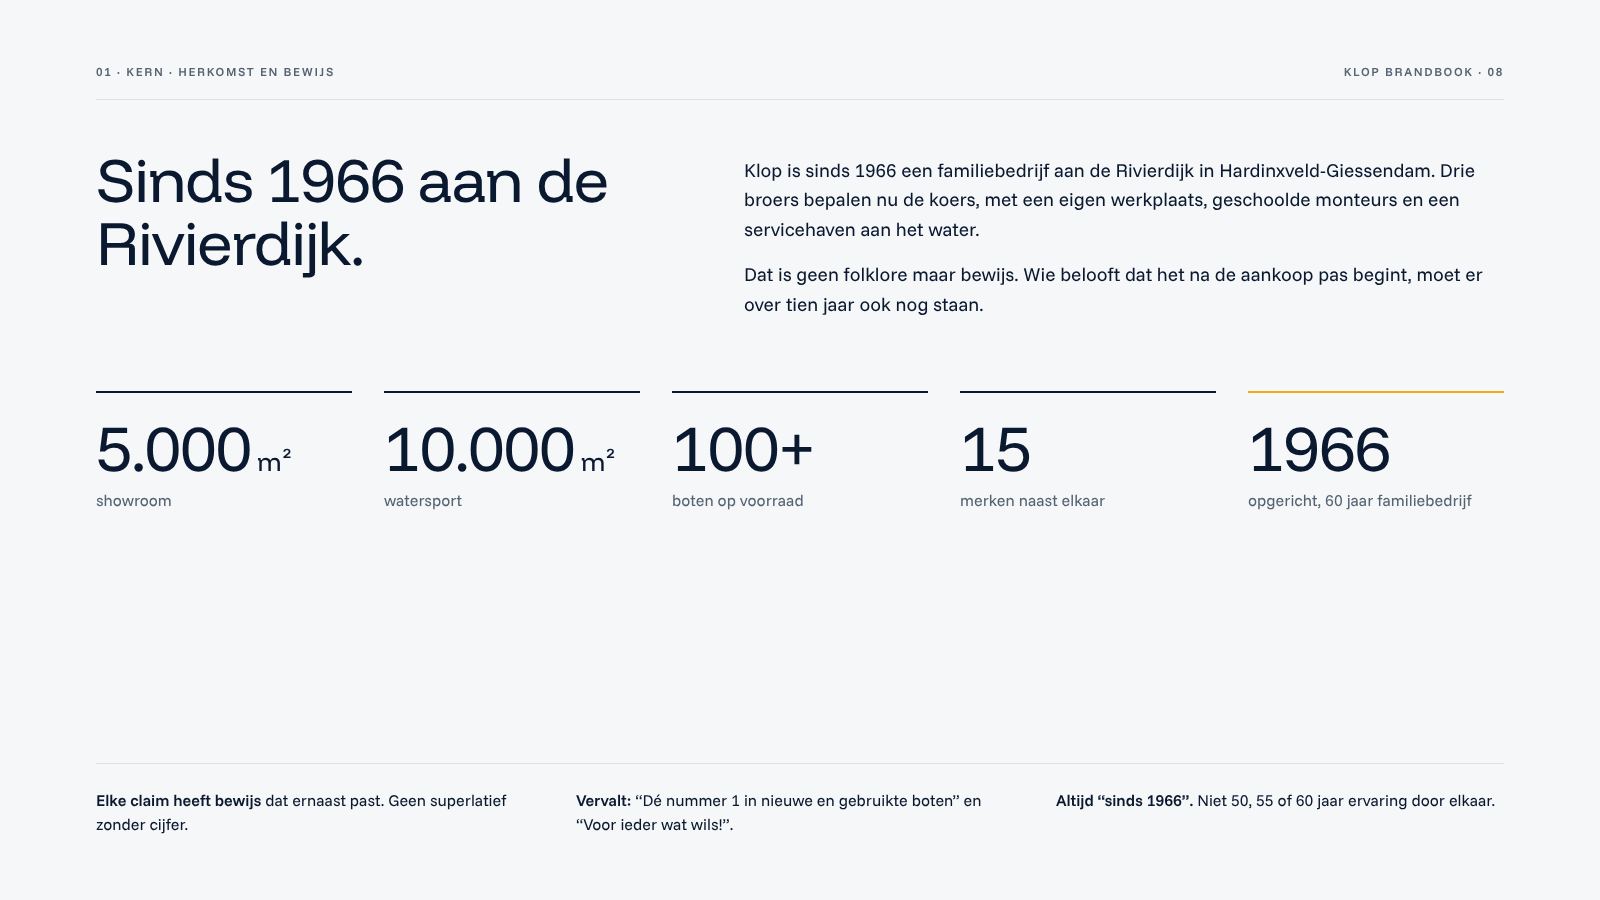 01 · KERN · HERKOMST EN BEWIJS
KLOP BRANDBOOK · 08
Sinds 1966 aan de
Rivierdijk.
Klop is sinds 1966 een familiebedrijf aan de Rivierdijk in Hardinxveld-Giessendam. Drie
broers bepalen nu de koers, met een eigen werkplaats, geschoolde monteurs en een
servicehaven aan het water.
Dat is geen folklore maar bewijs. Wie belooft dat het na de aankoop pas begint, moet er
over tien jaar ook nog staan.
5.000 m²
showroom
10.000 m²
watersport
100+
boten op voorraad
15
merken naast elkaar
1966
opgericht, 60 jaar familiebedrijf
Elke claim heeft bewijs dat ernaast past. Geen superlatief
zonder cijfer.
Vervalt: “Dé nummer 1 in nieuwe en gebruikte boten” en
“Voor ieder wat wils!”.
Altijd “sinds 1966”. Niet 50, 55 of 60 jaar ervaring door elkaar.